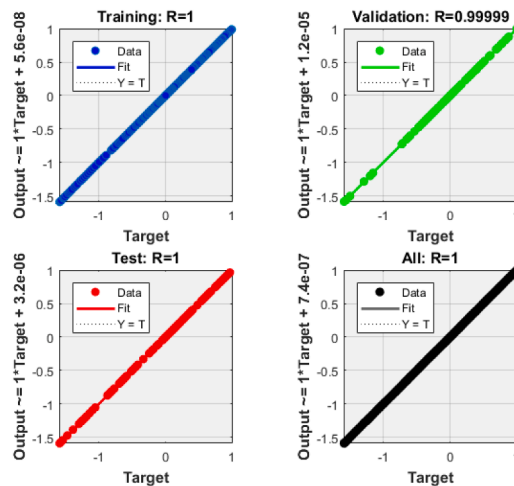 Training: R=1
Output ~= 1*Target + 5.6e-08
1
0.5
0
-0.5
-1
-1.5
Data
Fit
Y = T
-1
0
1
Target
Validation: R=0.99999
Output ~= 1*Target + 1.2e-05
1
0.5
0
-0.5
-1
-1.5
Data
Fit
Y = T
-1
0
1
Target
Test: R=1
Output ~= 1*Target + 3.2e-06
1
0.5
0
-0.5
-1
-1.5
Data
Fit
Y = T
-1
0
1
Target
All: R=1
Output ~= 1*Target + 7.4e-07
1
0.5
0
-0.5
-1
-1.5
Data
Fit
Y = T
-1
0
1
Target